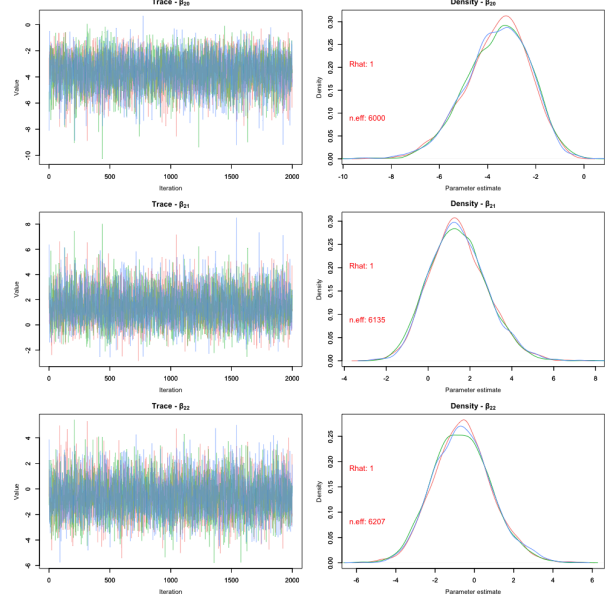 Trace - β20
Value
0
-2
-4
-6
-8
-10
0 500 1000 1500 2000
Iteration
Density - β20
Density
0.30
0.25
0.20
0.15
0.10
0.05
0.00
Rhat: 1
n.eff: 6000
-10 -8 -6 -4 -2 0
Parameter estimate
Trace - β21
Value
8
6
4
2
0
-2
0 500 1000 1500 2000
Iteration
Density - β21
Density
0.30
0.25
0.20
0.15
0.10
0.05
0.00
Rhat: 1
n.eff: 6135
-4 -2 0 2 4 6 8
Parameter estimate
Trace - β22
Value
4
2
0
-2
-4
-6
0 500 1000 1500 2000
Iteration
Density - β22
Density
0.25
0.20
0.15
0.10
0.05
0.00
Rhat: 1
n.eff: 6207
-6 -4 -2 0 2 4 6
Parameter estimate